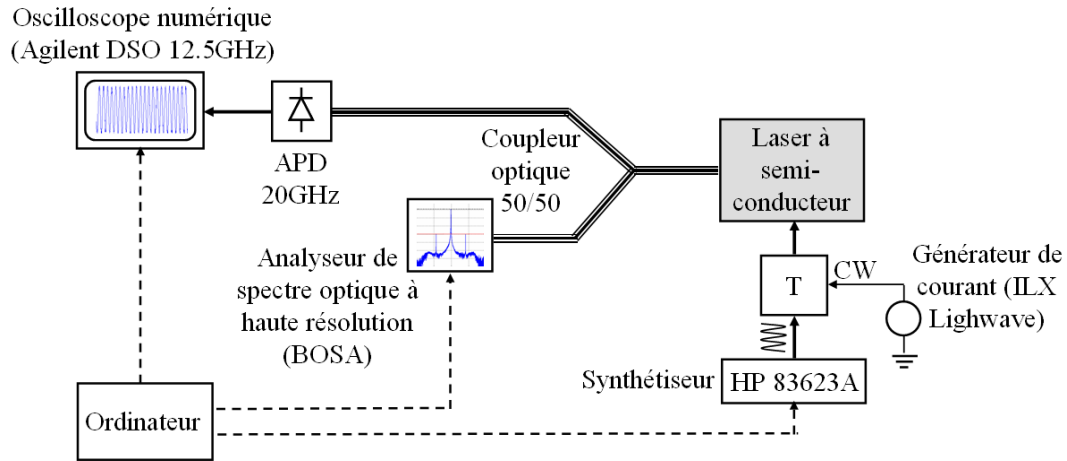 Oscilloscope numérique
(Agilent DSO 12.5GHz)
APD
20GHz
Coupleur
optique
50/50
Laser à
semi-
conducteur
Analyseur de
spectre optique à
haute résolution
(BOSA)
T
CW
Générateur de
courant (ILX
Lighwave)
Synthétiseur
HP 83623A
Ordinateur